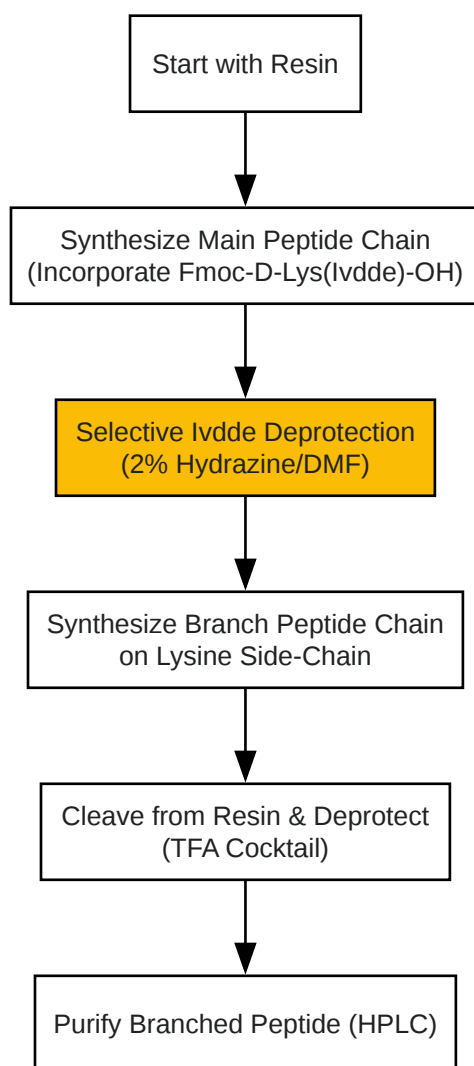 Start with Resin
Synthesize Main Peptide Chain
(Incorporate Fmoc-D-Lys(Ivdde)-OH)
Selective Ivdde Deprotection
(2% Hydrazine/DMF)
Synthesize Branch Peptide Chain
on Lysine Side-Chain
Cleave from Resin & Deprotect
(TFA Cocktail)
Purify Branched Peptide (HPLC)